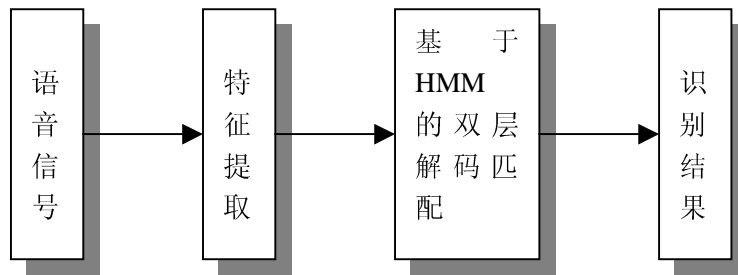 语
音
信
号
特
征
提
取
基 于
HMM
的 双 层
解 码 匹
配
识
别
结
果